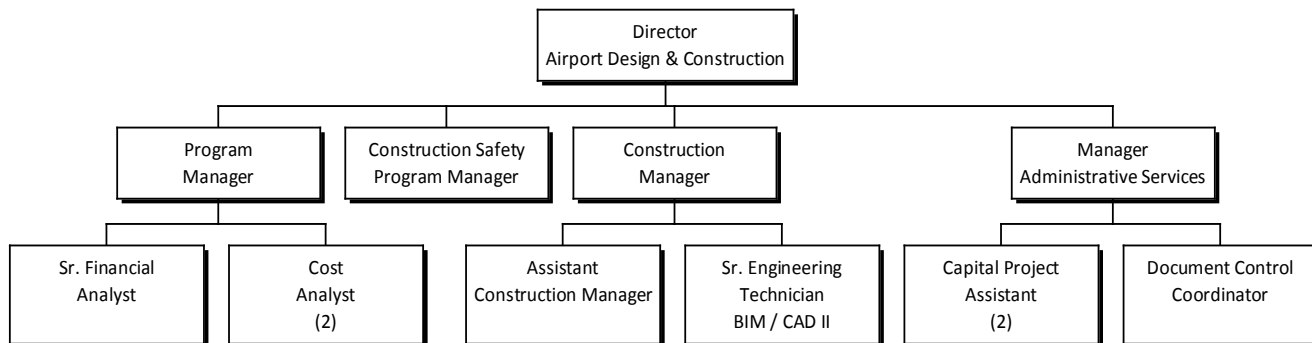 Director
Airport Design & Construction
Program
Manager
Construction Safety
Program Manager
Construction
Manager
Manager
Administrative Services
Sr. Financial
Analyst
Cost
Analyst
(2)
Assistant
Construction Manager
Sr. Engineering
Technician
BIM / CAD II
Capital Project
Assistant
(2)
Document Control
Coordinator